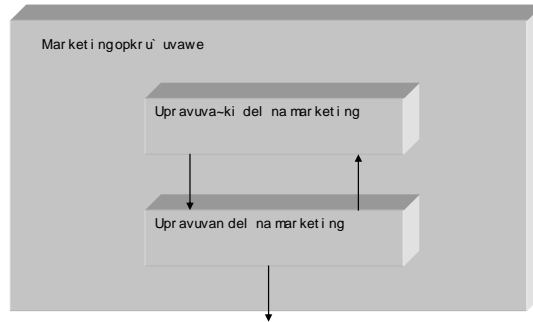 Marketingopkru`uvawe
Upravuva~ki del na marketing
Upravuvan del na marketing